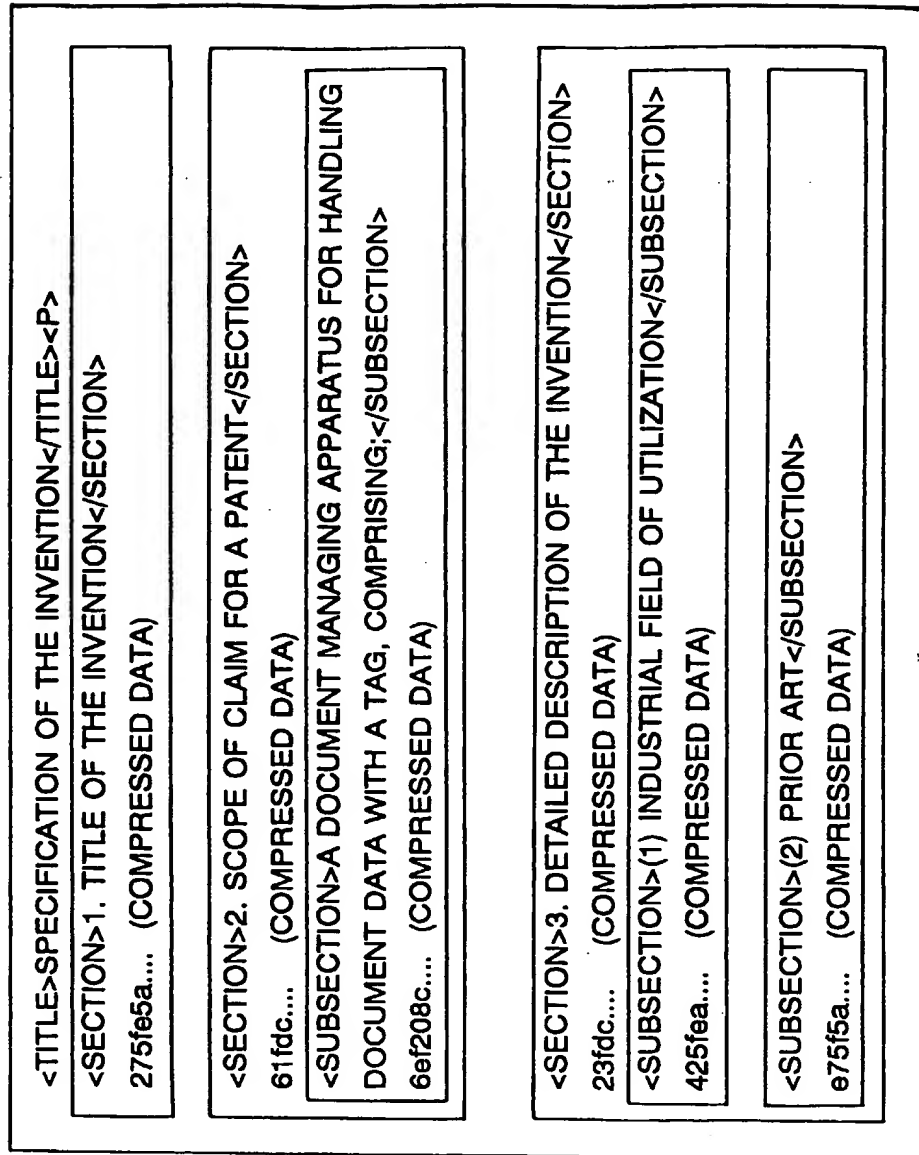 <TITLE>SPECIFICATION OF THE INVENTION</TITLE><P>
<SECTION>1. TITLE OF THE INVENTION</SECTION>
275fe5a.... (COMPRESSED DATA)
<SECTION>2. SCOPE OF CLAIM FOR A PATENT</SECTION>
61fdc.... (COMPRESSED DATA)
<SUBSECTION>A DOCUMENT MANAGING APPARATUS FOR HANDLING
DOCUMENT DATA WITH A TAG, COMPRISING;</SUBSECTION>
6ef208c.... (COMPRESSED DATA)
<SECTION>3. DETAILED DESCRIPTION OF THE INVENTION</SECTION>
23fdc.... (COMPRESSED DATA)
<SUBSECTION>(1) INDUSTRIAL FIELD OF UTILIZATION</SUBSECTION>
425fea.... (COMPRESSED DATA)
<SUBSECTION>(2) PRIOR ART</SUBSECTION>
e75f5a.... (COMPRESSED DATA)